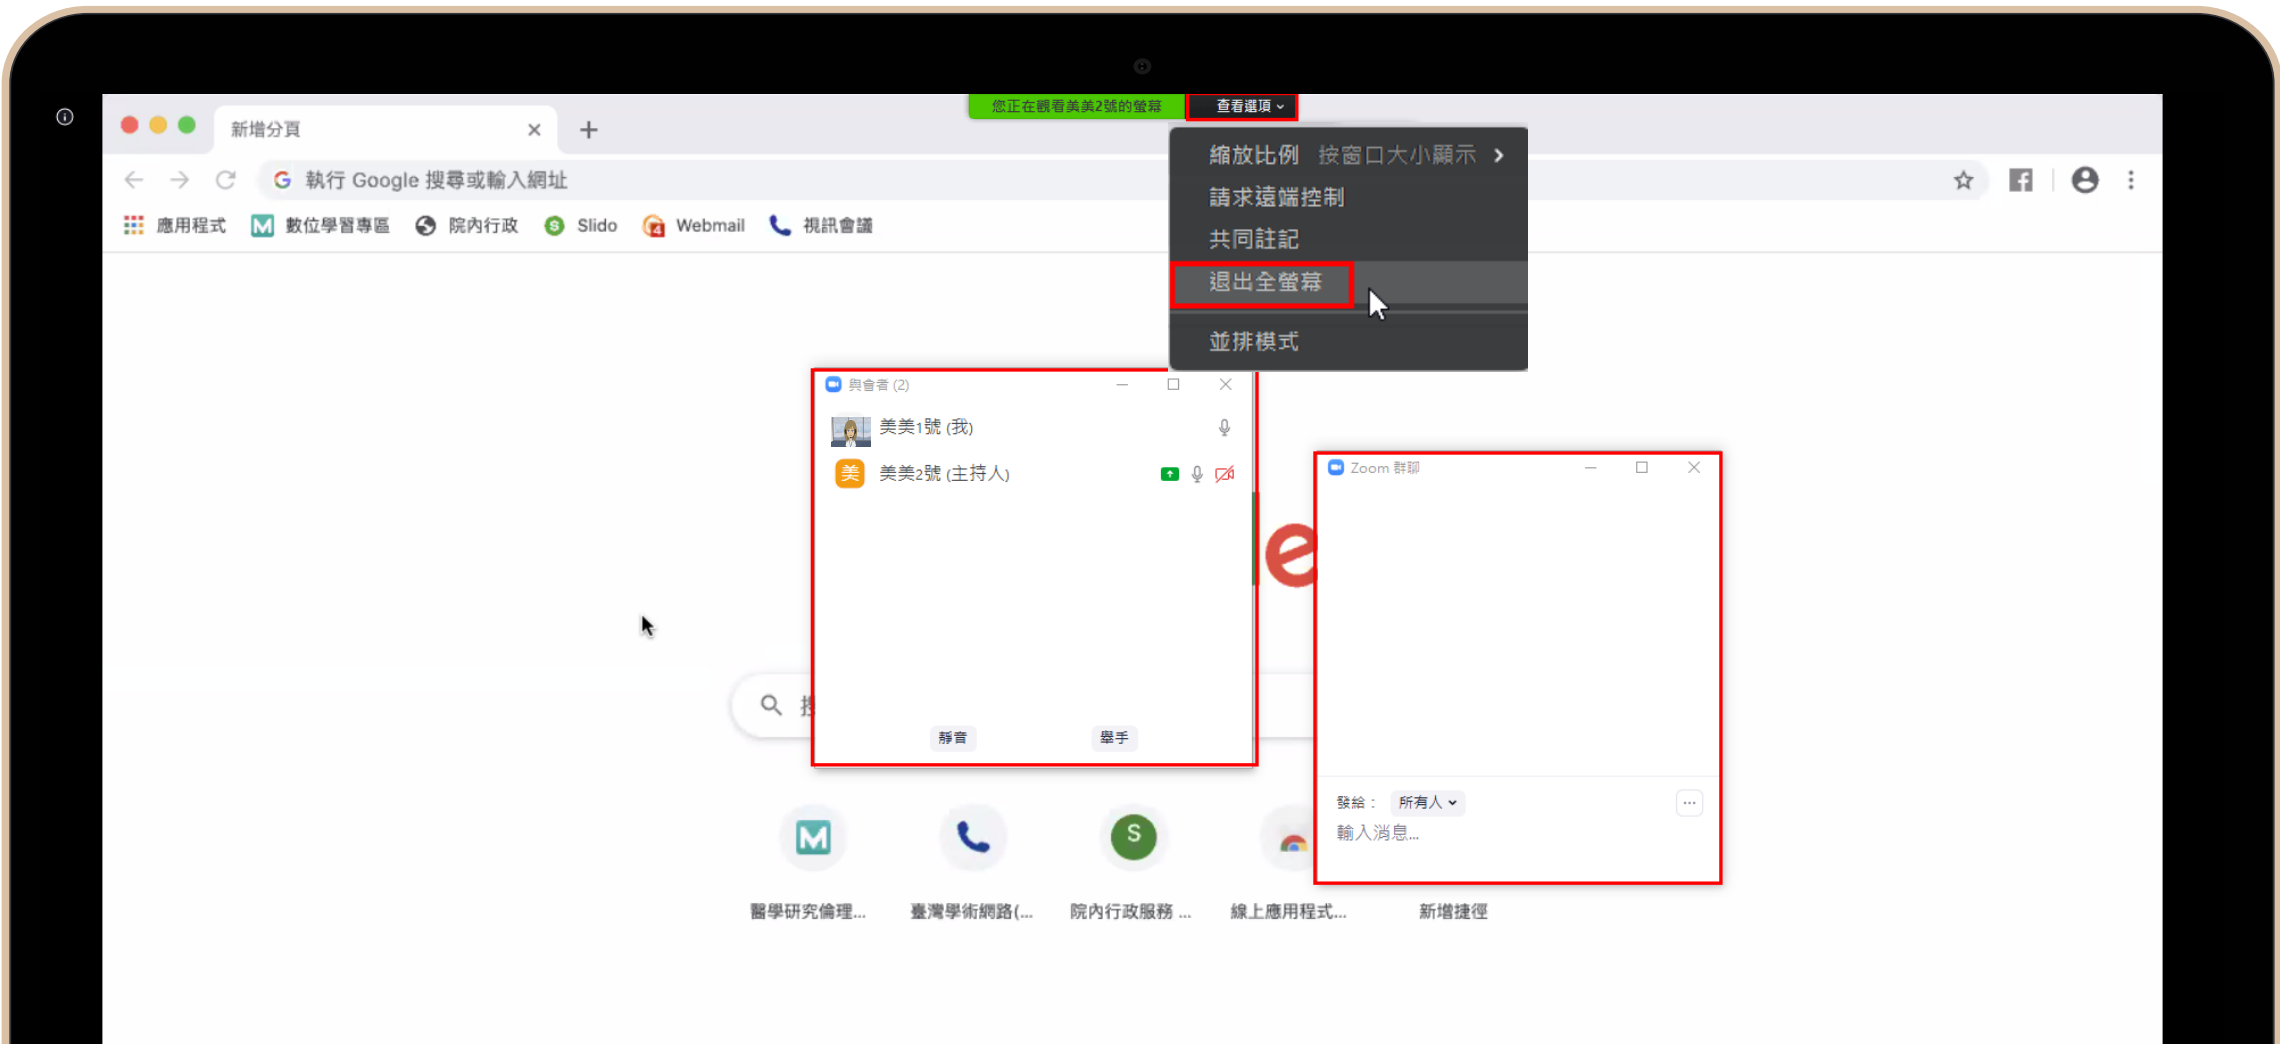 您正在觀看美美2號的螢幕 查看選項
新增分頁
縮放比例 按窗口大小顯示
執行 Google 搜尋或輸入網址
請求遠端控制
應用程式 數位學習專區 院內行政 Slido Webmail 視訊會議
共同註記
退出全螢幕
並排模式
與會者 (2)
美美1號 (我)
美 美美2號 (主持人)
靜音 舉手
Zoom 群聊
發給： 所有人
輸入消息...
e
S
醫學研究倫理... 臺灣學術網路(... 院內行政服務 ... 線上應用程式... 新增捷徑